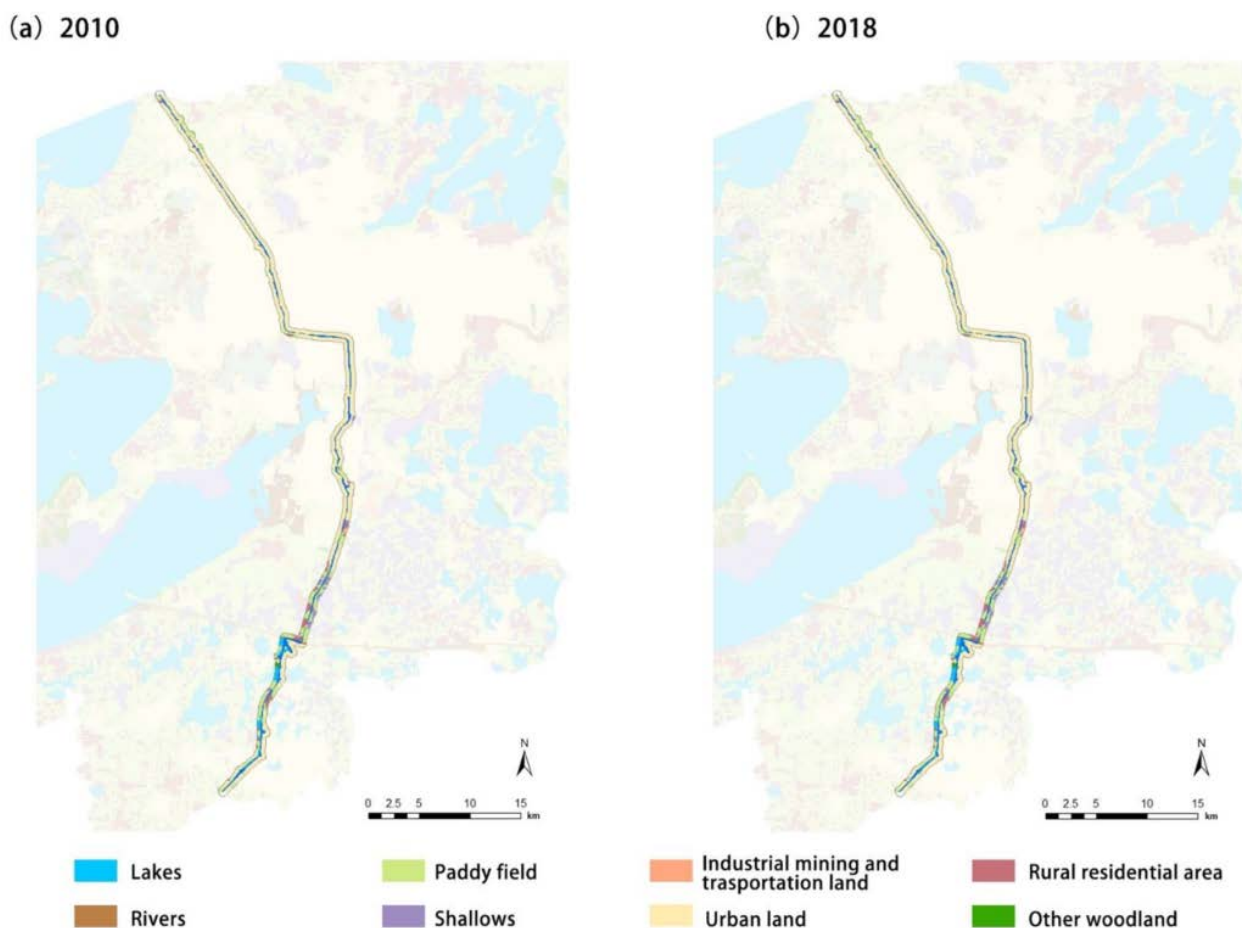 (a) 2010
(b) 2018
N
0 2.5 5 10 15
km
N
0 2.5 5 10 15
km
Lakes
Paddy field
Industrial mining and
trasportation land
Rural residential area
Rivers
Shallows
Urban land
Other woodland